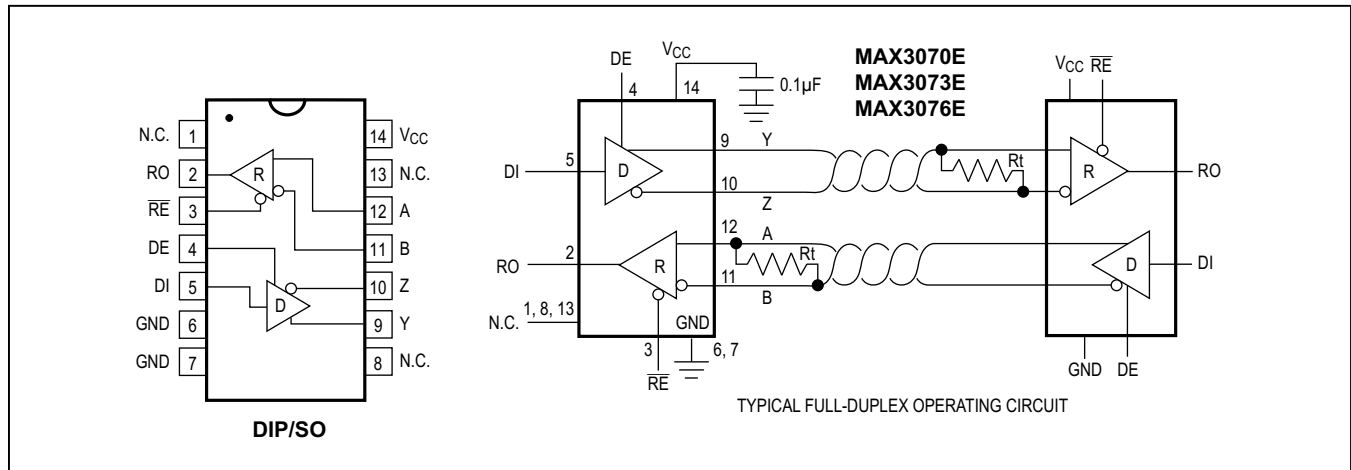 N.C. 1 14 VCC
RO 2 R 13 N.C.
RE 3 12 A
DE 4 11 B
DI 5 D 10 Z
GND 6 9 Y
GND 7 8 N.C.
DIP/SO
MAX3070E
MAX3073E
MAX3076E
DE
4
VCC
14
0.1µF
DI
5
D
9
Y
10
Z
Rt
VCC
RE
R
RO
RO
2
R
12
A
11
B
Rt
D
DI
N.C.
1, 8, 13
3
RE
GND
6, 7
GND
DE
TYPICAL FULL-DUPLEX OPERATING CIRCUIT